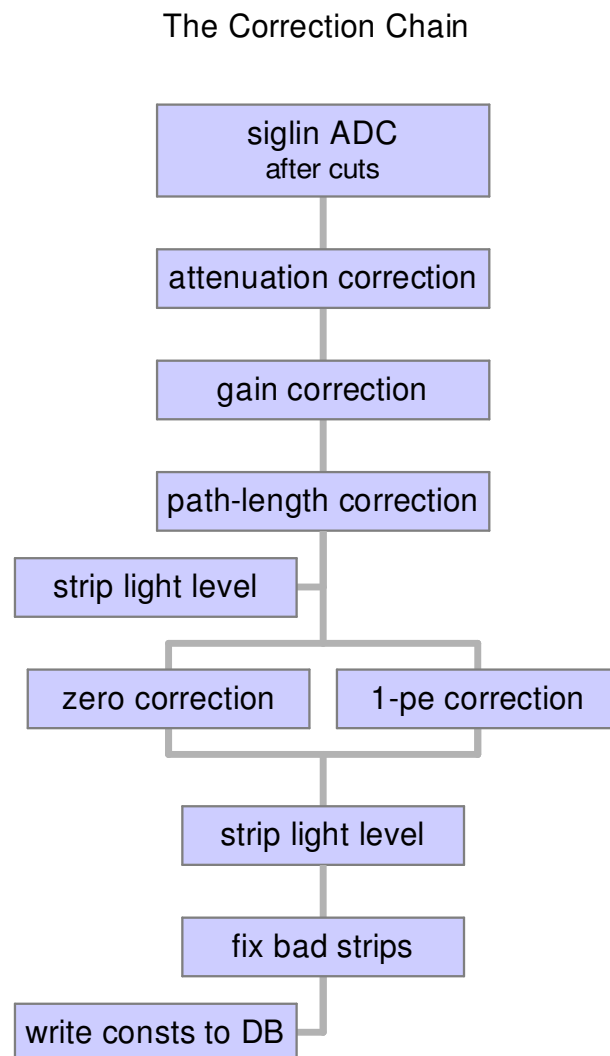 The Correction Chain
siglin ADC
after cuts
attenuation correction
gain correction
path-length correction
strip light level
zero correction
1-pe correction
strip light level
fix bad strips
write consts to DB